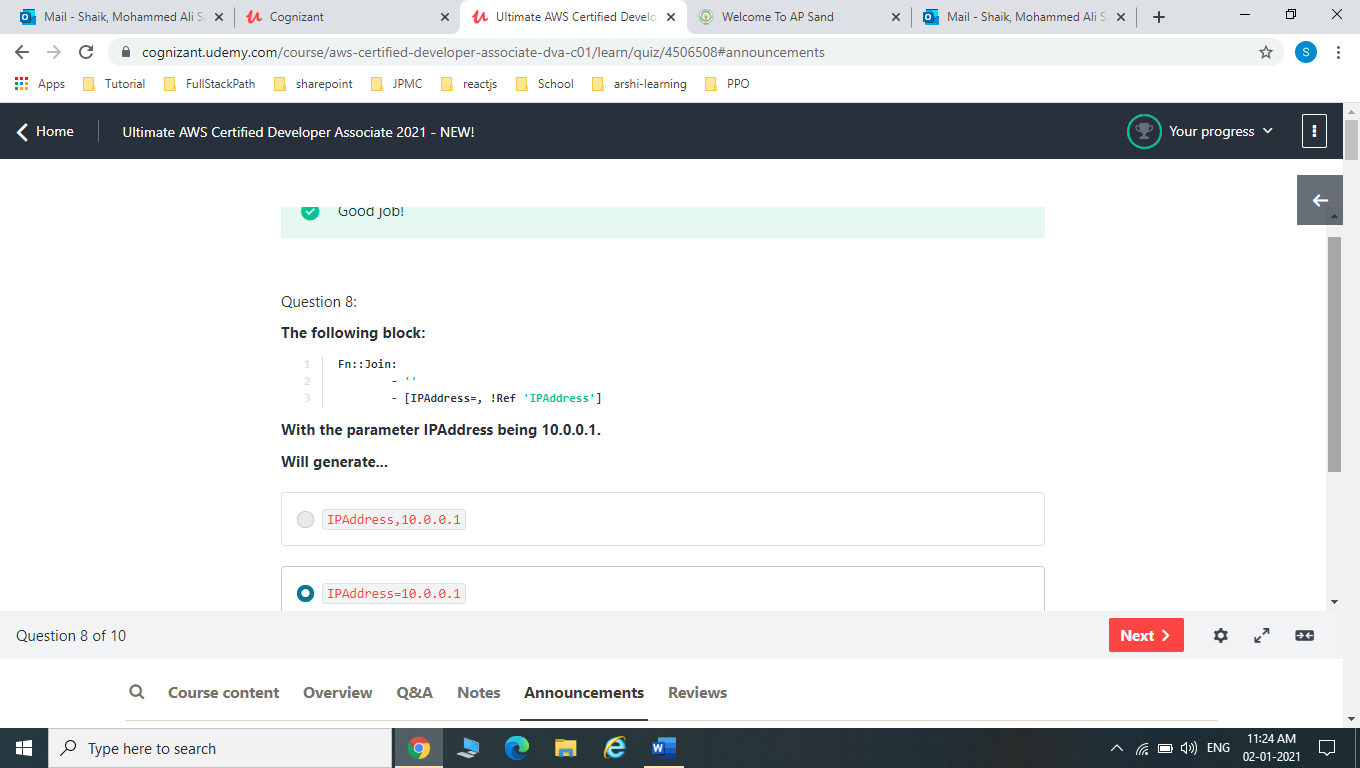 Mail - Shaik, Mohammed Ali S
Cognizant
Ultimate AWS Certified Develo
Welcome To AP Sand
Mail - Shaik, Mohammed Ali S
cognizant.udemy.com/course/aws-certified-developer-associate-dva-c01/learn/quiz/4506508#announcements
S
Apps Tutorial FullStackPath sharepoint JPMC reactjs School arshi-learning PPO
Home Ultimate AWS Certified Developer Associate 2021 - NEW! Your progress
Good job!
Question 8:
The following block:
1 Fn::Join:
2 - ''
3 - [IPAddress=, !Ref 'IPAddress']
With the parameter IPAddress being 10.0.0.1.
Will generate...
IPAddress,10.0.0.1
IPAddress=10.0.0.1
Question 8 of 10 Next
Course content Overview Q&A Notes Announcements Reviews
Type here to search
ENG
11:24 AM
02-01-2021